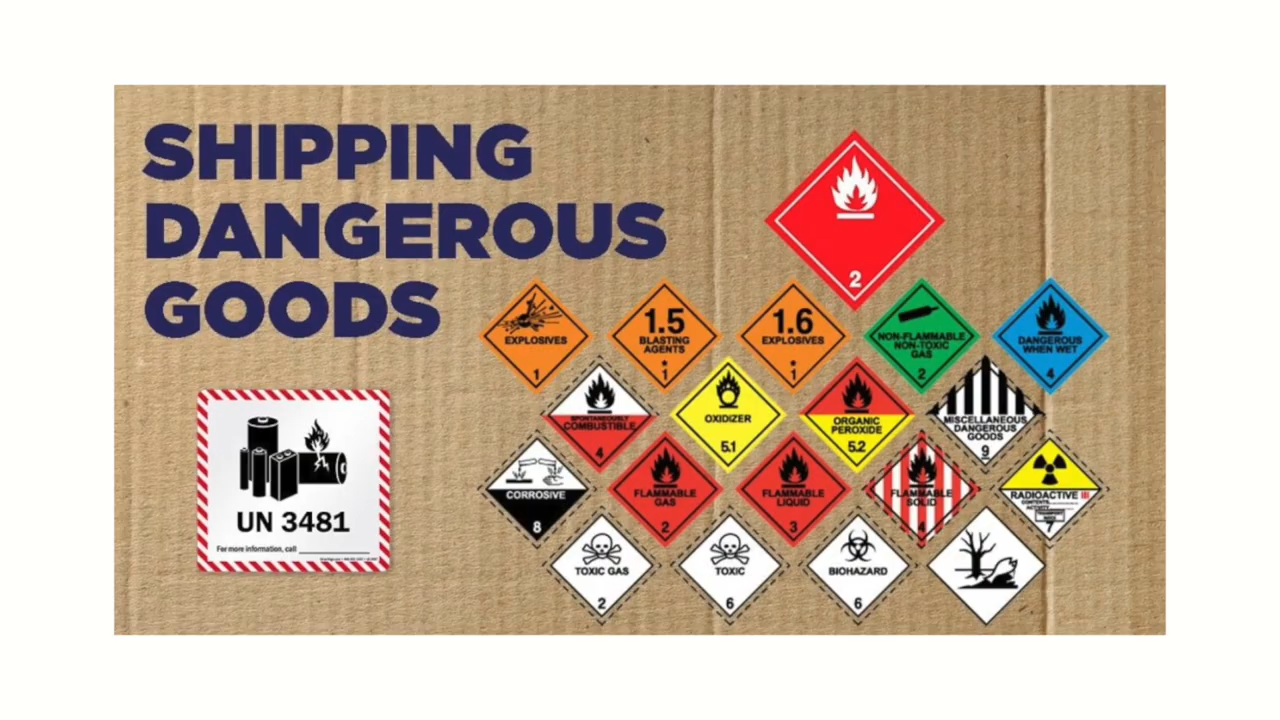 SHIPPING
DANGEROUS
GOODS
2
EXPLOSIVES
1
1.5
BLASTING
AGENTS
*
1
1.6
EXPLOSIVES
*
1
NON-FLAMMABLE
NON-TOXIC
GAS
2
DANGEROUS
WHEN WET
4
SPONTANEOUSLY
COMBUSTIBLE
4
OXIDIZER
5.1
ORGANIC
PEROXIDE
5.2
MISCELLANEOUS
DANGEROUS
GOODS
9
CORROSIVE
8
FLAMMABLE
GAS
2
FLAMMABLE
LIQUID
3
FLAMMABLE
SOLID
4
RADIOACTIVE III
CONTENTS
ACTIVITY
TOXIC GAS
2
TOXIC
6
BIOHAZARD
6
UN 3481
For more information, call